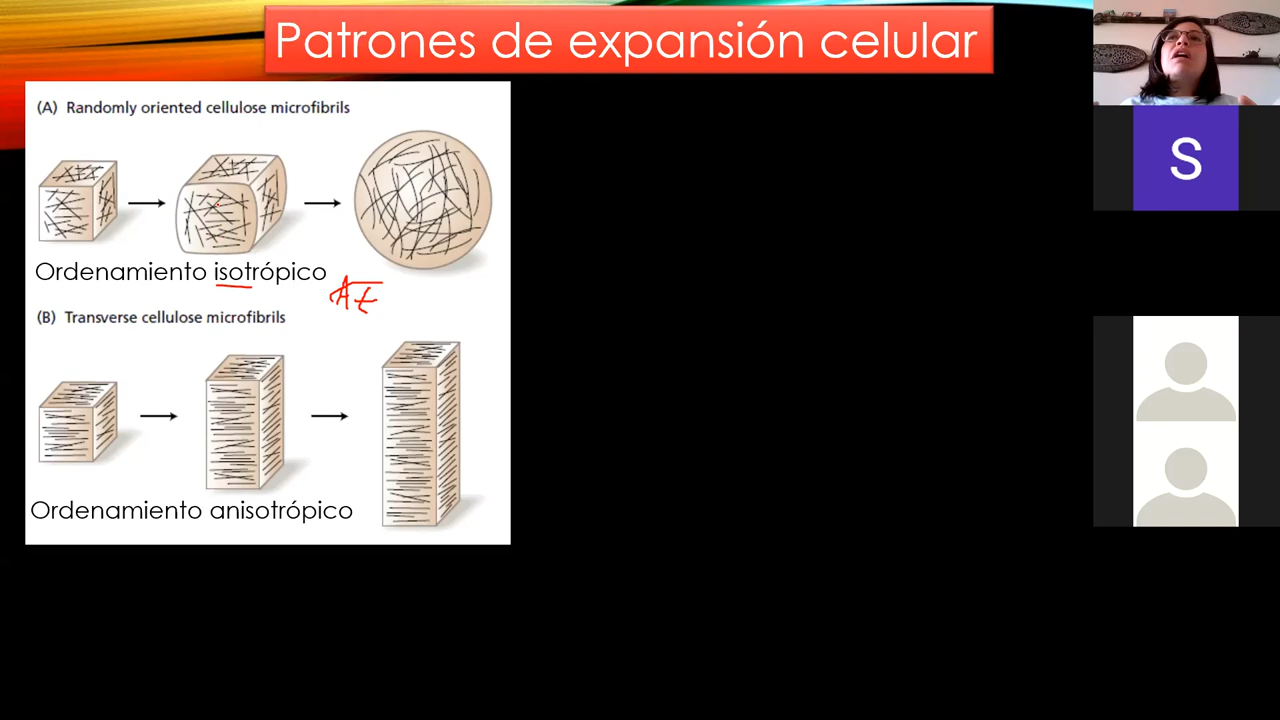 Patrones de expansión celular
(A) Randomly oriented cellulose microfibrils
Ordenamiento isotrópico
(B) Transverse cellulose microfibrils
Ordenamiento anisotrópico
S